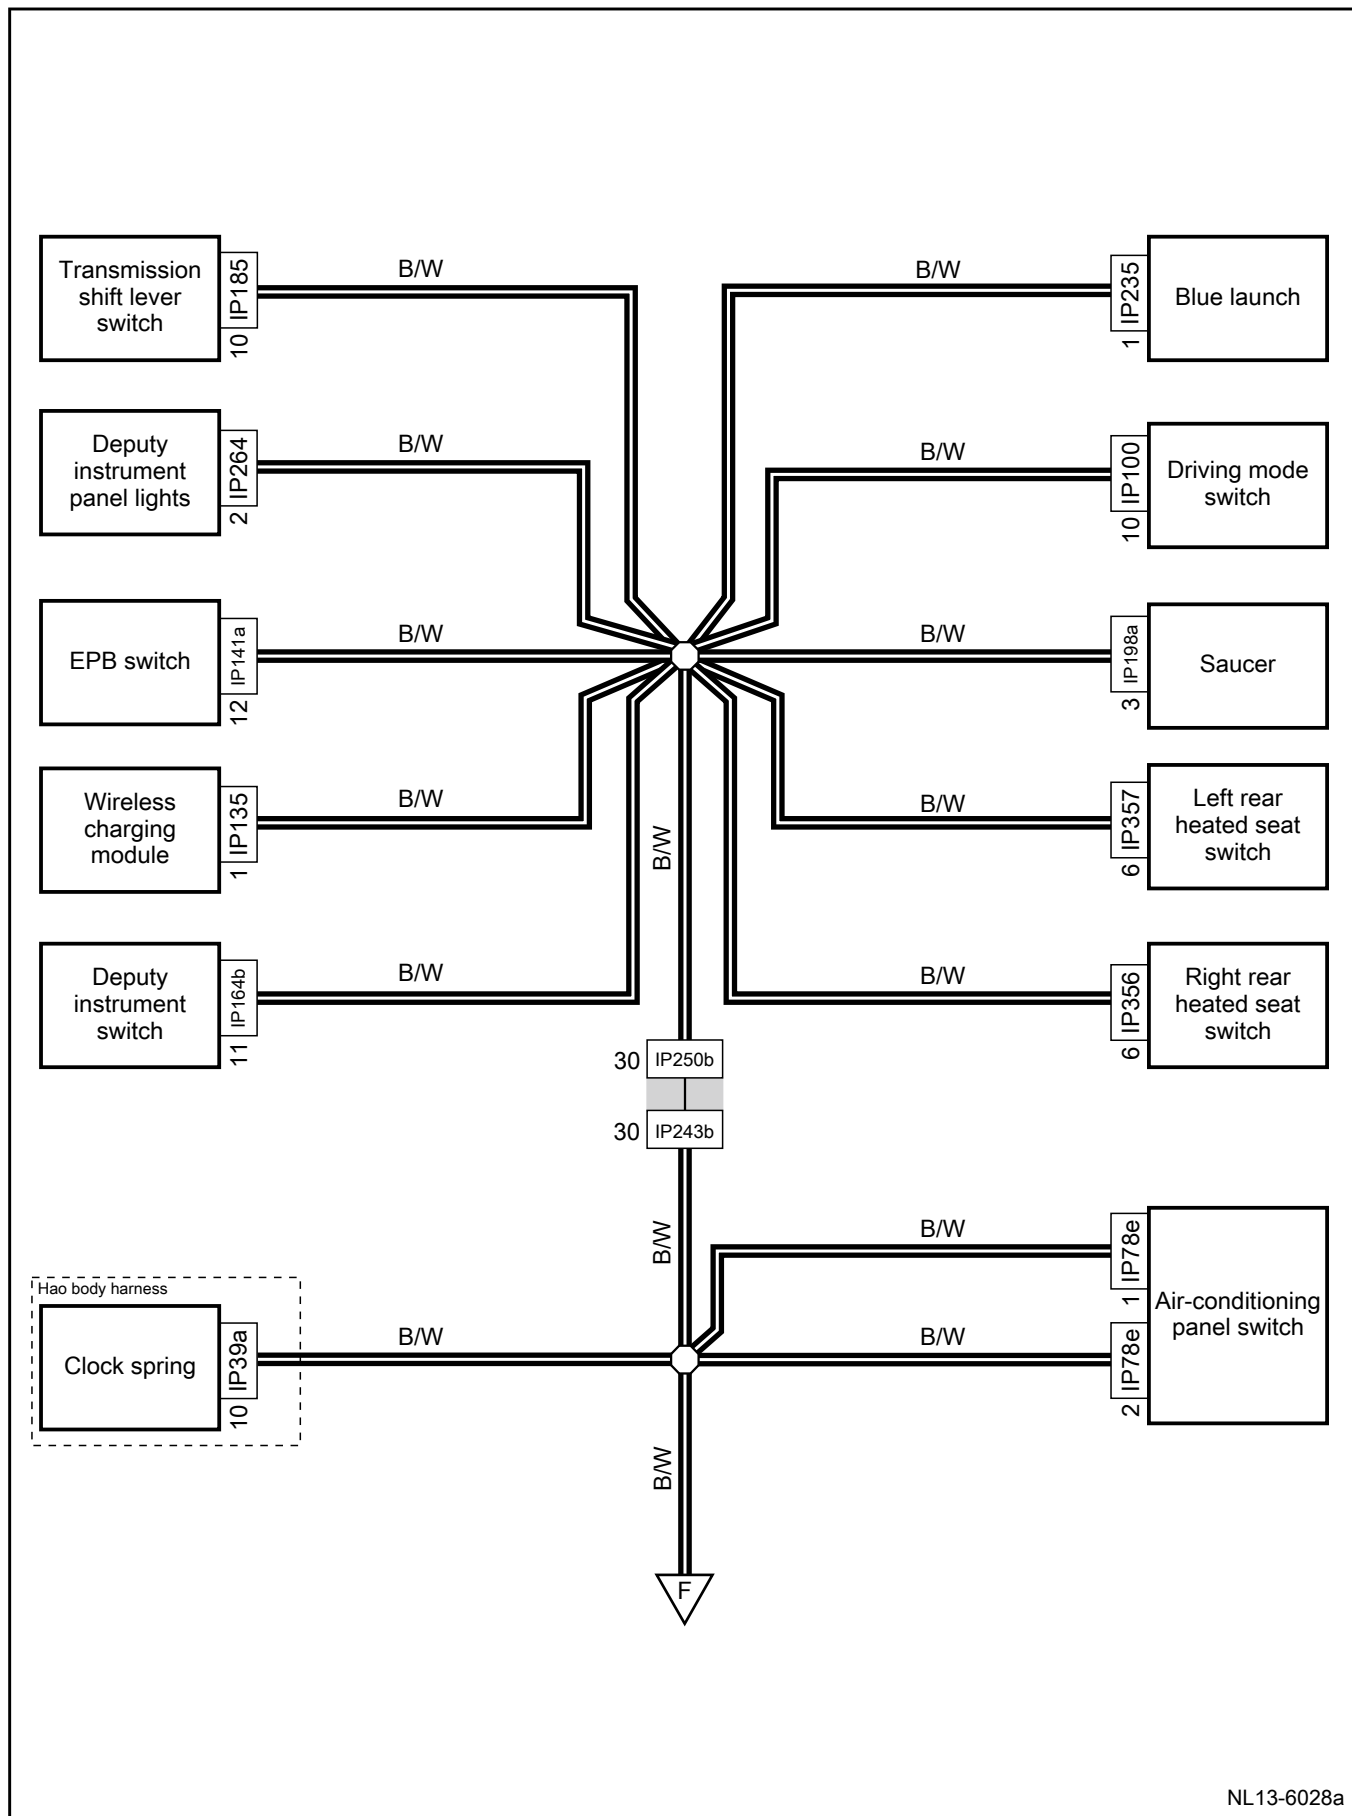 Transmission
shift lever
switch
IP185
10
B/W
B/W
IP235
1
Blue launch
Deputy
instrument
panel lights
IP264
2
B/W
B/W
IP100
10
Driving mode
switch
EPB switch
IP141a
12
B/W
B/W
IP198a
3
Saucer
Wireless
charging
module
IP135
1
B/W
B/W
B/W
IP357
6
Left rear
heated seat
switch
Deputy
instrument
switch
IP164b
11
B/W
B/W
IP356
6
Right rear
heated seat
switch
30 IP250b
30 IP243b
B/W
B/W
IP78e
1
Air-conditioning
panel switch
Hao body harness
Clock spring
IP39a
10
B/W
B/W
IP78e
2
B/W
F
NL13-6028a